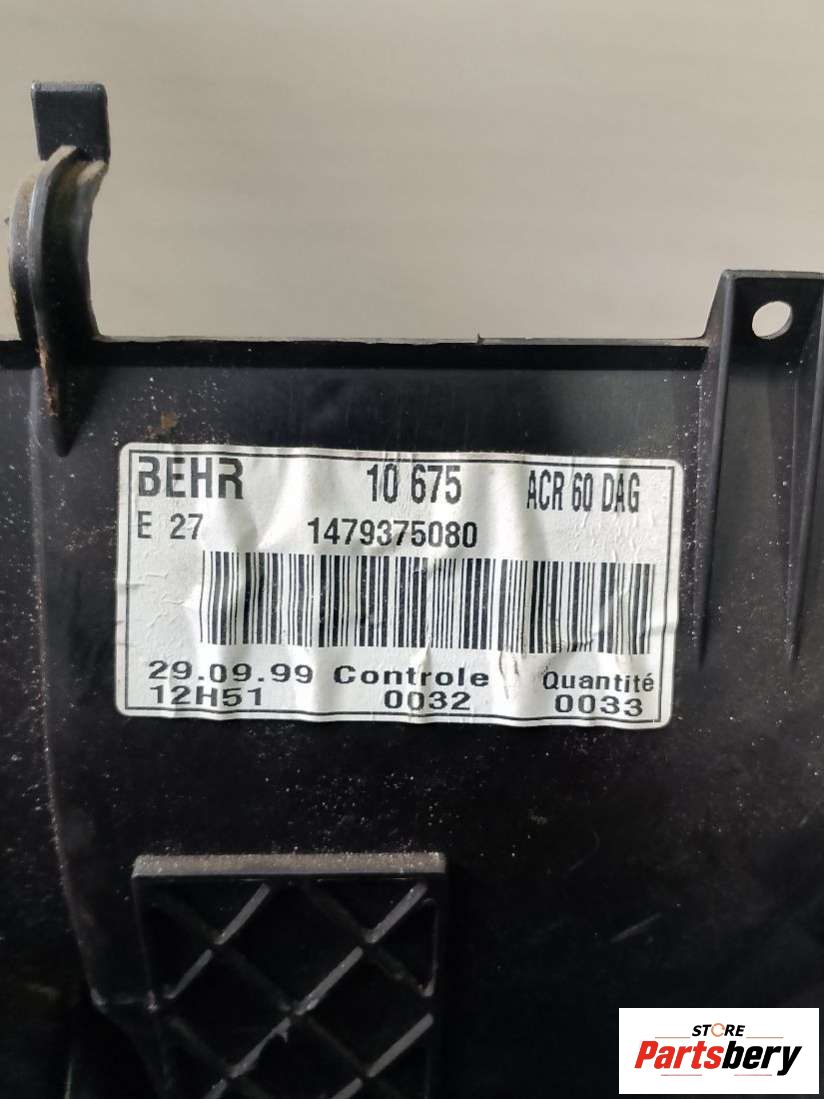 BEHR 10 675 ACR 60 DAG
E 27 1479375080
29.09.99 Controle Quantité
12H51 0032 0033
STORE
Partsbery